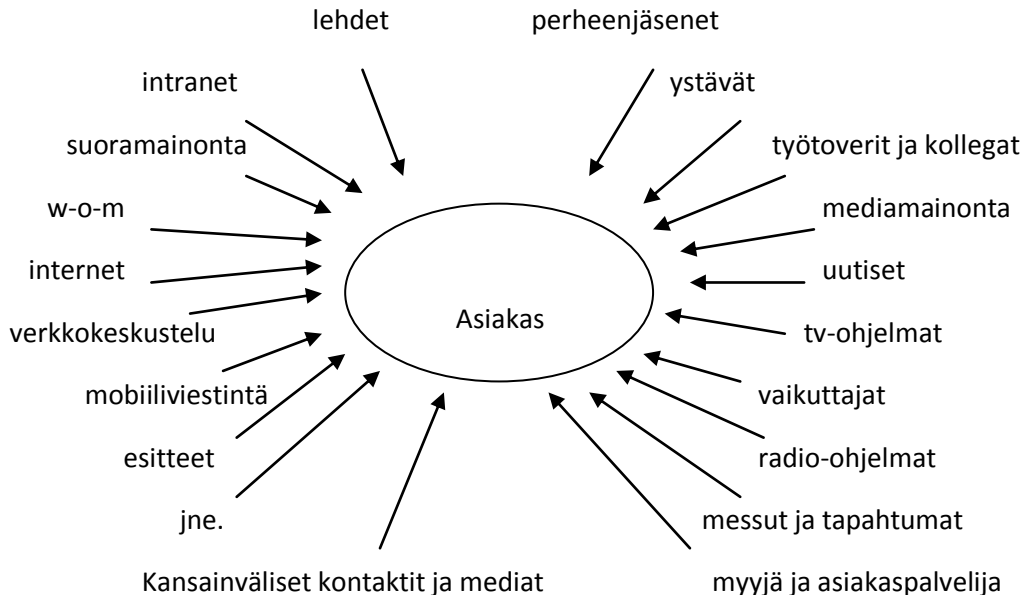 lehdet
perheenjäsenet
intranet
ystävät
suoramainonta
työtoverit ja kollegat
w-o-m
mediamainonta
internet
uutiset
Asiakas
verkkokeskustelu
tv-ohjelmat
mobiiliviestintä
vaikuttajat
esitteet
radio-ohjelmat
jne.
messut ja tapahtumat
Kansainväliset kontaktit ja mediat
myyjä ja asiakaspalvelija